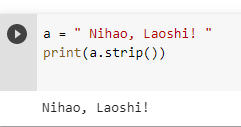 a = " Nihao, Laoshi! "
print(a.strip())
Nihao, Laoshi!